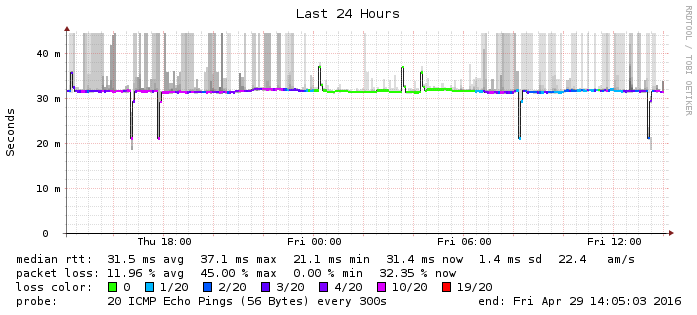 Last 24 Hours
RRDTOOL / TOBI OETIKER
Seconds
40 m
30 m
20 m
10 m
0
Thu 18:00 Fri 00:00 Fri 06:00 Fri 12:00
median rtt: 31.5 ms avg 37.1 ms max 21.1 ms min 31.4 ms now 1.4 ms sd 22.4 am/s
packet loss: 11.96 % avg 45.00 % max 0.00 % min 32.35 % now
loss color: 0 1/20 2/20 3/20 4/20 10/20 19/20
probe: 20 ICMP Echo Pings (56 Bytes) every 300s end: Fri Apr 29 14:05:03 2016